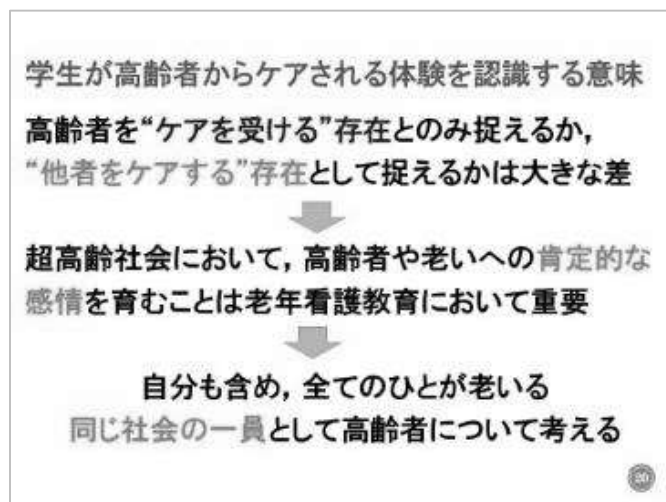 学生が高齢者からケアされる体験を認識する意味
高齢者を“ケアを受ける”存在とのみ捉えるか，
“他者をケアする”存在として捉えるかは大きな差
超高齢社会において，高齢者や老いへの肯定的な
感情を育むことは老年看護教育において重要
自分も含め，全てのひとが老いる
同じ社会の一員として高齢者について考える
20